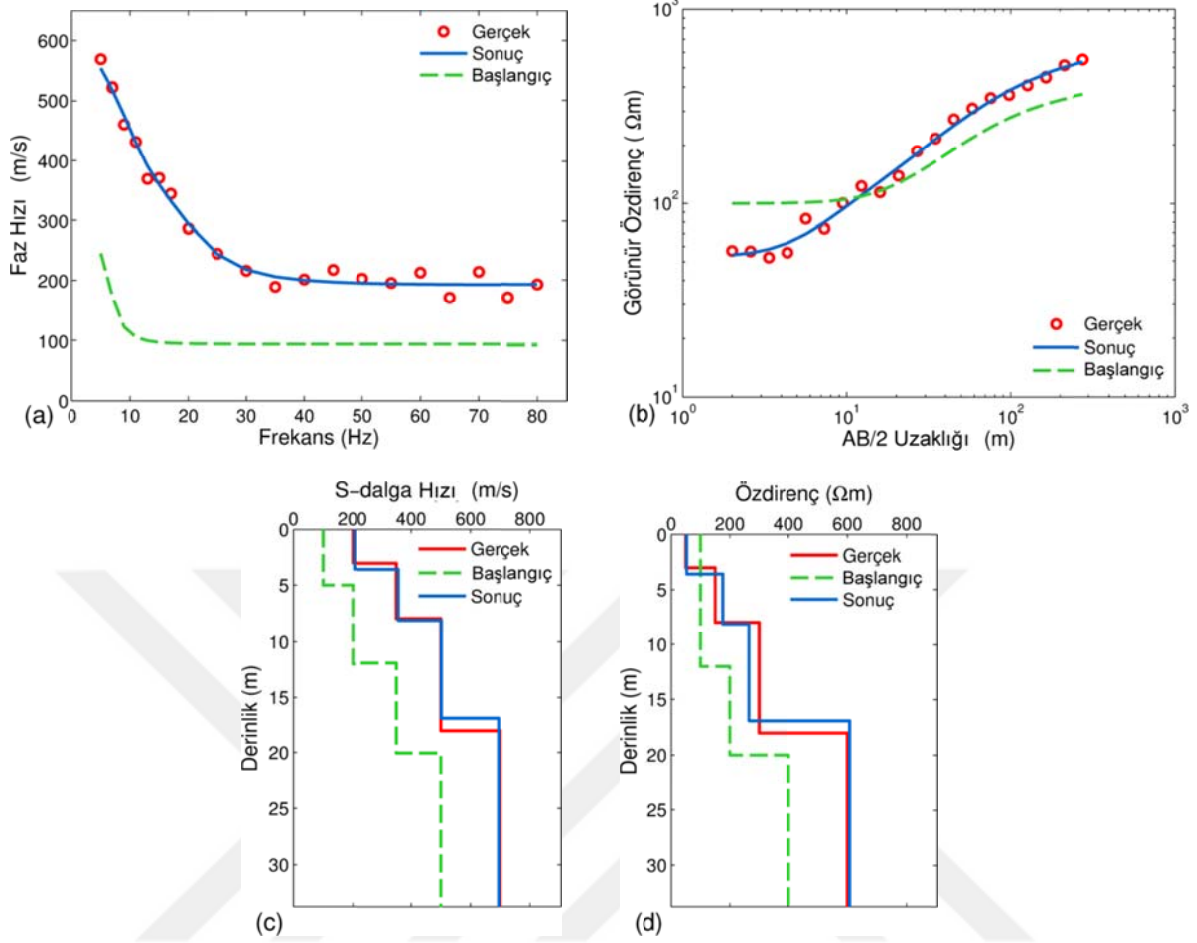 600
500
400
300
200
100
0
Faz Hızı (m/s)
Gerçek
Sonuç
Başlangıç
0 10 20 30 40 50 60 70 80
Frekans (Hz)
(a)
10³
10²
10¹
Görünür Özdirenç ( Ωm)
Gerçek
Sonuç
Başlangıç
10⁰ 10¹ 10² 10³
AB/2 Uzaklığı (m)
(b)
S-dalga Hızı (m/s)
0 200 400 600 800
0
5
10
15
20
25
30
Derinlik (m)
Gerçek
Başlangıç
Sonuç
(c)
Özdirenç (Ωm)
0 200 400 600 800
0
5
10
15
20
25
30
Derinlik (m)
Gerçek
Başlangıç
Sonuç
(d)